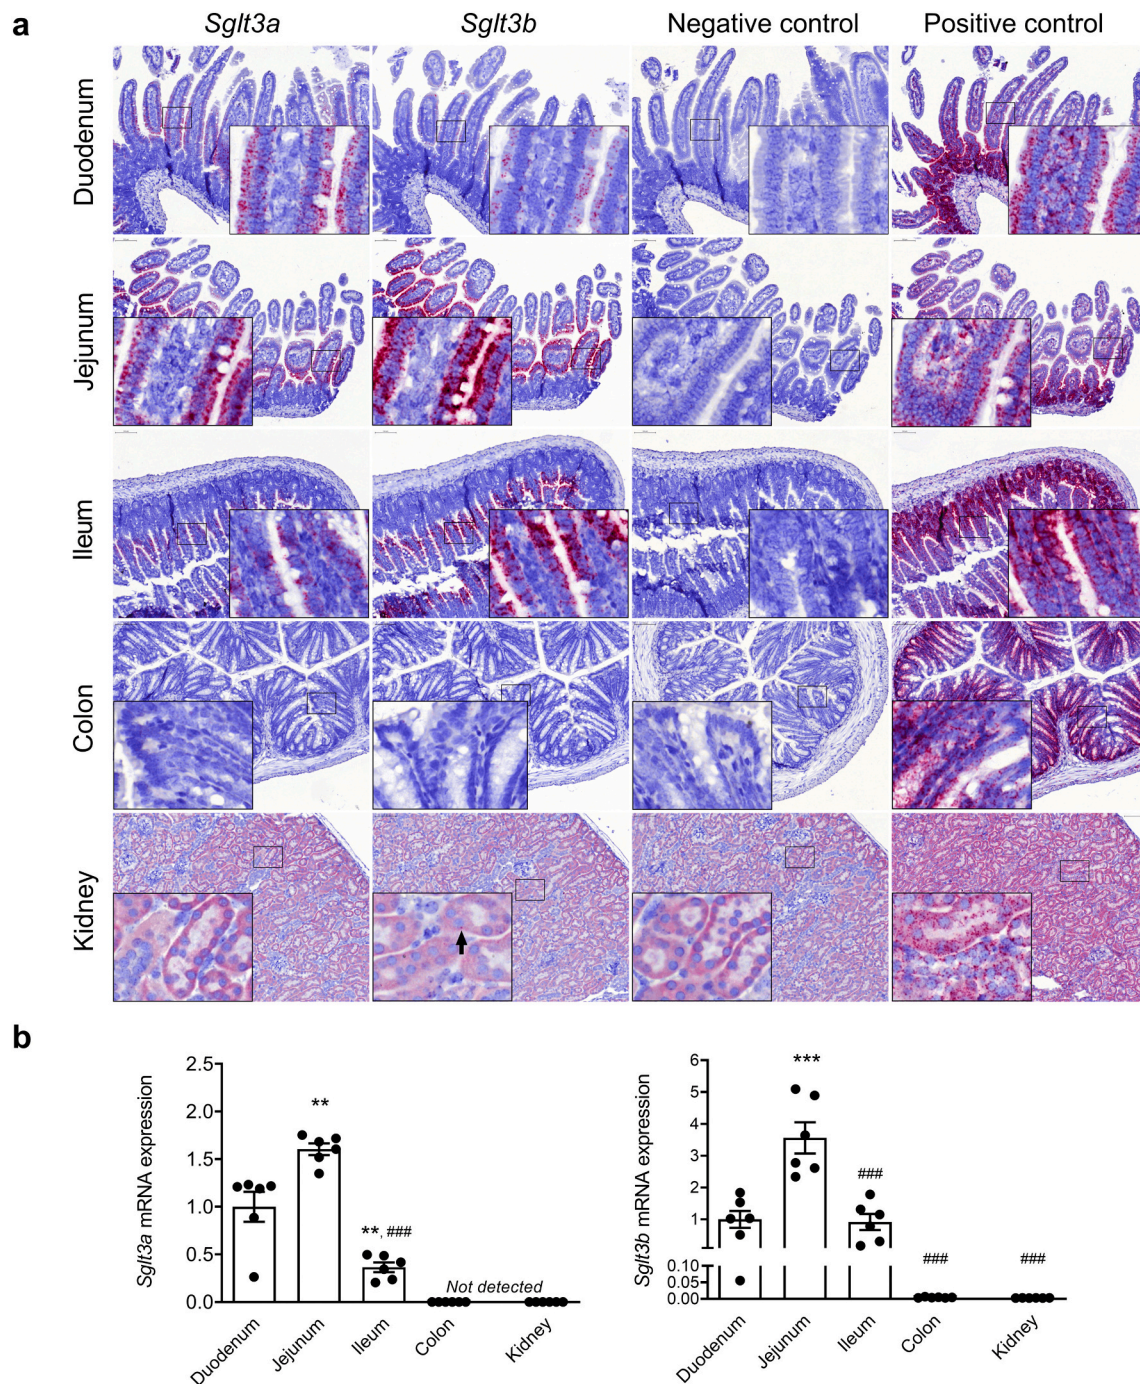 a
Sglt3a Sglt3b Negative control Positive control
Duodenum
Jejunum
Ileum
Colon
Kidney
b
Sglt3a mRNA expression
2.5
2.0
1.5
1.0
0.5
0.0
**
**, ###
Not detected
Duodenum
Jejunum
Ileum
Colon
Kidney
Sglt3b mRNA expression
6
5
4
3
2
1
0.10
0.05
0.00
***
###
###
###
Duodenum
Jejunum
Ileum
Colon
Kidney